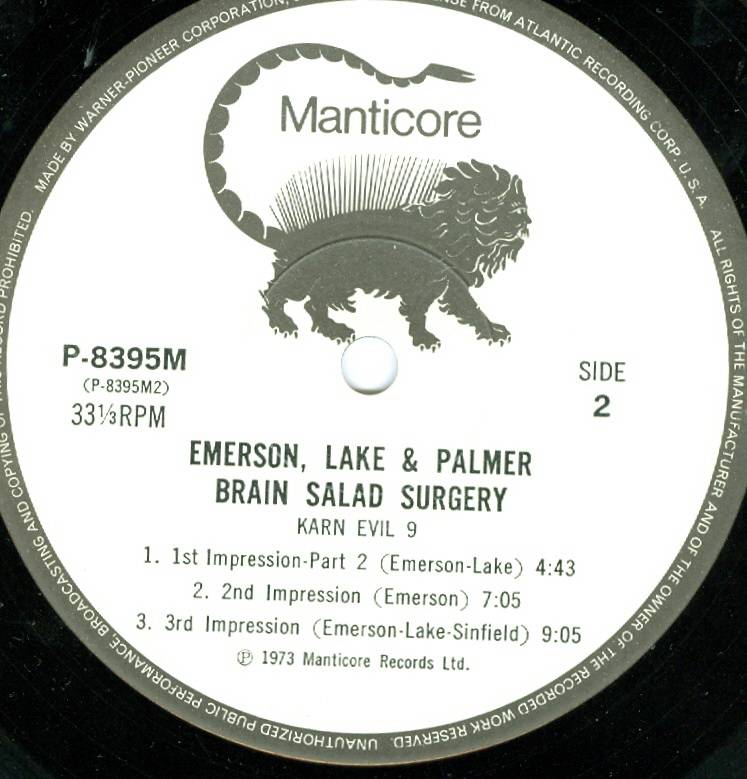 MADE BY WARNER-PIONEER CORPORATION,
ENSE FROM ATLANTIC RECORDING CORP. U.S.A.
ALL RIGHTS OF THE MANUFACTURER AND OF THE OWNER OF THE RECORDED WORK RESERVED.
UNAUTHORIZED PUBLIC PERFORMANCE, BROADCASTING AND COPYING OF THIS RECORD PROHIBITED.
Manticore
P-8395M
(P-8395M2)
33⅓RPM
SIDE
2
EMERSON, LAKE & PALMER
BRAIN SALAD SURGERY
KARN EVIL 9
1. 1st Impression-Part 2 (Emerson-Lake) 4:43
2. 2nd Impression (Emerson) 7:05
3. 3rd Impression (Emerson-Lake-Sinfield) 9:05
℗ 1973 Manticore Records Ltd.